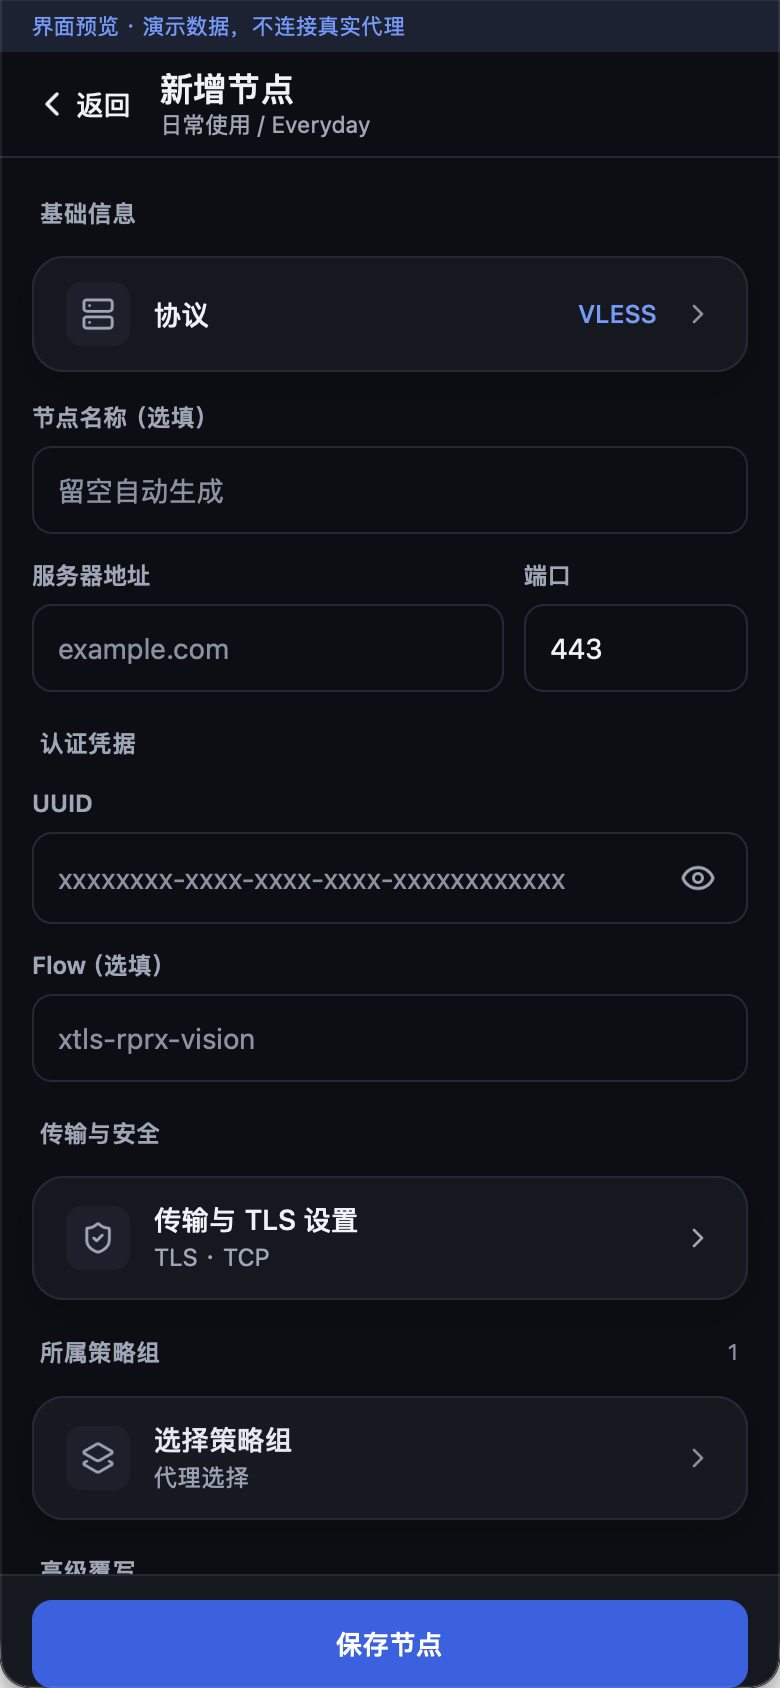 界面预览 · 演示数据，不连接真实代理
返回
新增节点
日常使用 / Everyday
基础信息
协议
VLESS
节点名称（选填）
留空自动生成
服务器地址
端口
example.com
443
认证凭据
UUID
xxxxxxxx-xxxx-xxxx-xxxx-xxxxxxxxxxxx
Flow（选填）
xtls-rprx-vision
传输与安全
传输与 TLS 设置
TLS · TCP
所属策略组
1
选择策略组
代理选择
高级覆写
保存节点